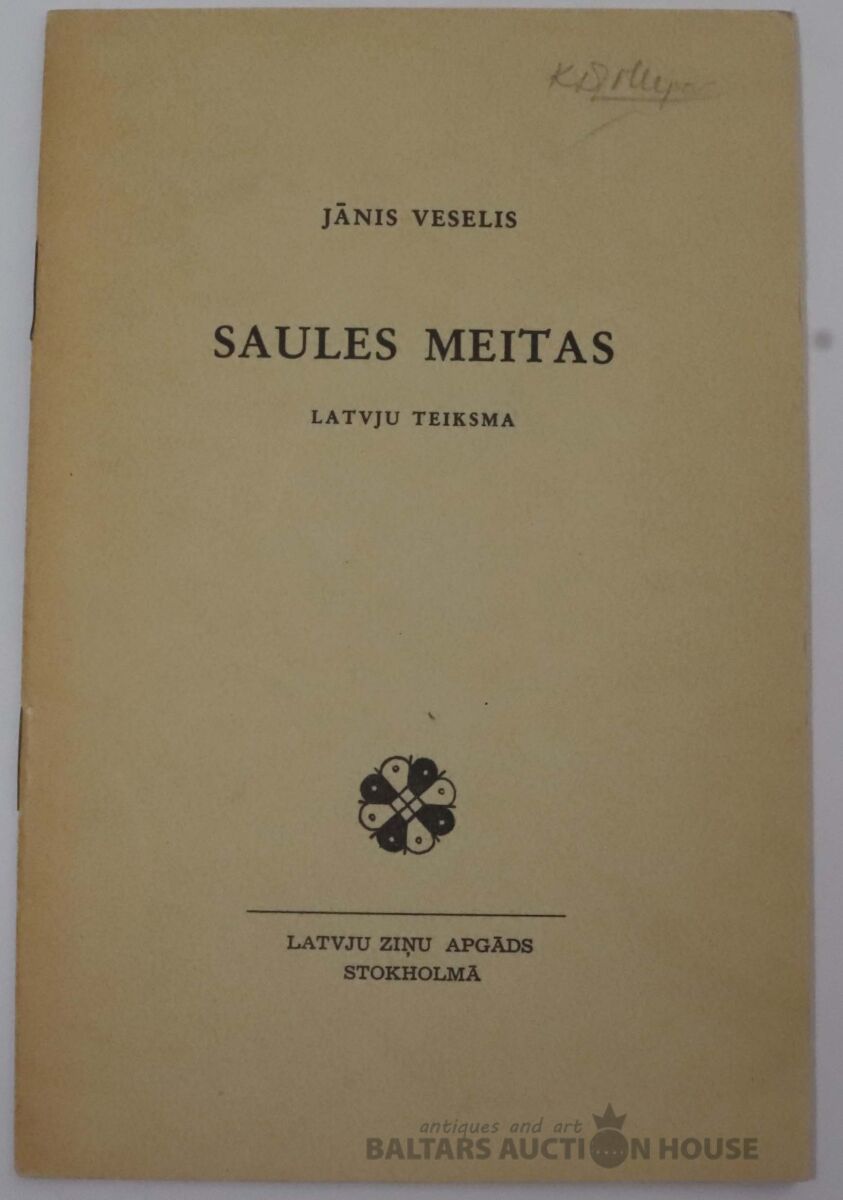 JĀNIS VESELIS
SAULES MEITAS
LATVJU TEIKSMA
LATVJU ZIŅU APGĀDS
STOKHOLMĀ
antiques and art
BALTARS AUCTION HOUSE